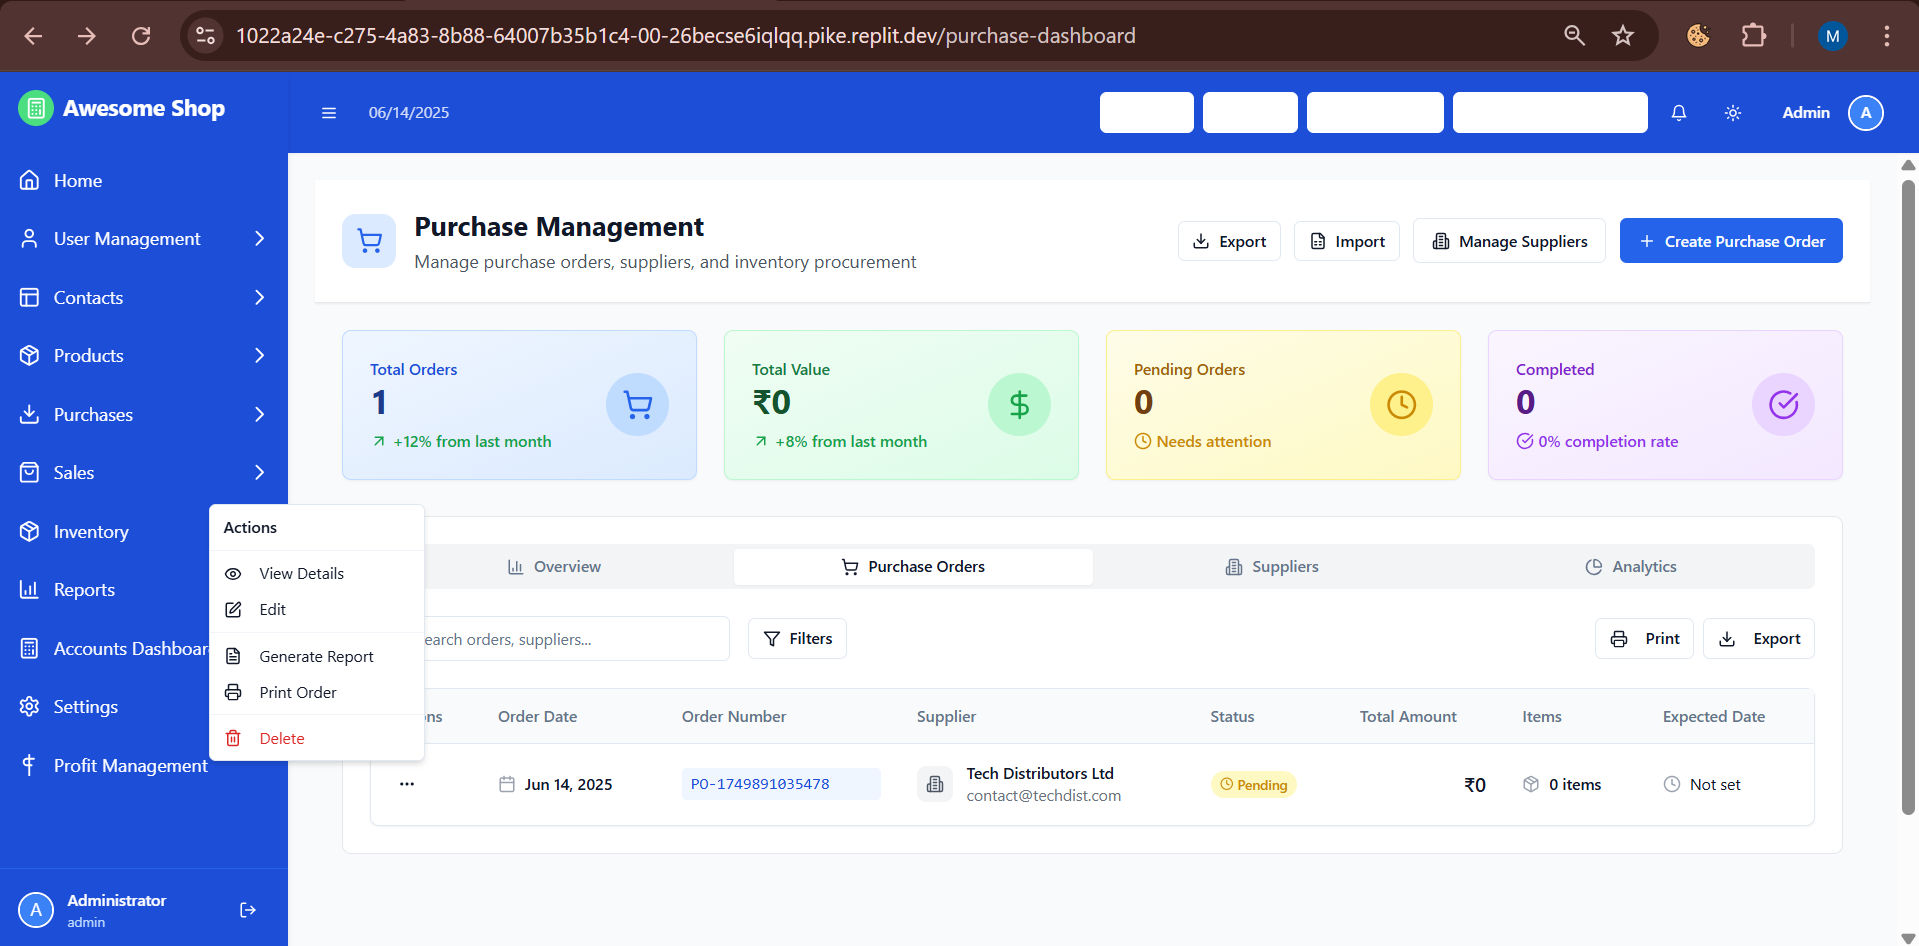 1022a24e-c275-4a83-8b88-64007b35b1c4-00-26becse6iqlqq.pike.replit.dev/purchase-dashboard
M
Awesome Shop
06/14/2025
Admin
A
Home
User Management
Contacts
Products
Purchases
Sales
Inventory
Reports
Accounts Dashboar
Settings
Profit Management
Administrator
admin
A
Purchase Management
Manage purchase orders, suppliers, and inventory procurement
Export
Import
Manage Suppliers
Create Purchase Order
Total Orders
1
+12% from last month
Total Value
₹0
+8% from last month
Pending Orders
0
Needs attention
Completed
0
0% completion rate
Actions
View Details
Edit
Generate Report
Print Order
Delete
Overview
Purchase Orders
Suppliers
Analytics
earch orders, suppliers...
Filters
Print
Export
ns
Order Date
Order Number
Supplier
Status
Total Amount
Items
Expected Date
Jun 14, 2025
PO-1749891035478
Tech Distributors Ltd
contact@techdist.com
Pending
₹0
0 items
Not set